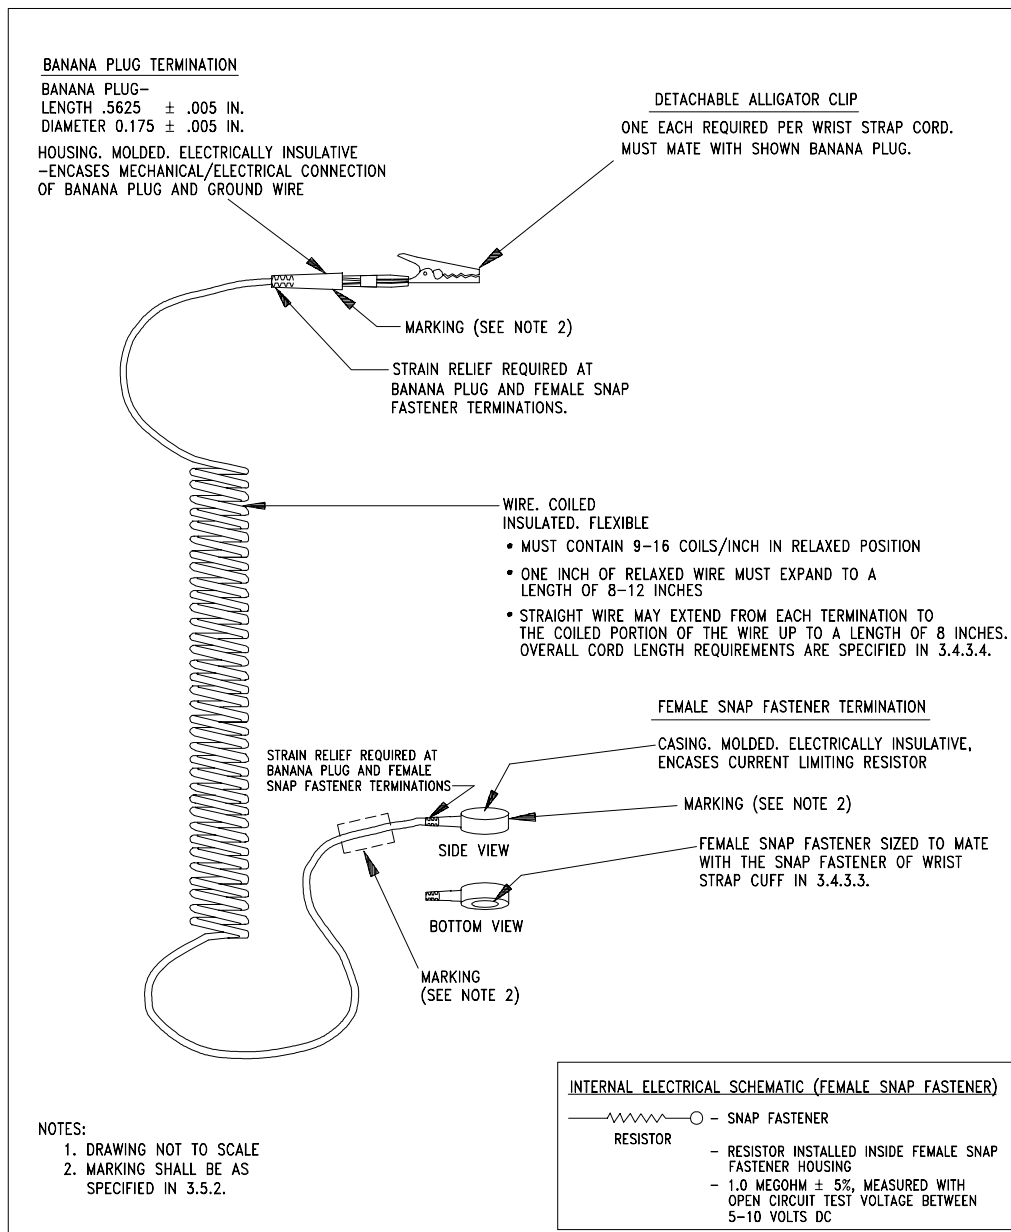 BANANA PLUG TERMINATION
BANANA PLUG–
LENGTH .5625 ± .005 IN.
DIAMETER 0.175 ± .005 IN.
HOUSING. MOLDED. ELECTRICALLY INSULATIVE
–ENCASES MECHANICAL/ELECTRICAL CONNECTION
OF BANANA PLUG AND GROUND WIRE
DETACHABLE ALLIGATOR CLIP
ONE EACH REQUIRED PER WRIST STRAP CORD.
MUST MATE WITH SHOWN BANANA PLUG.
MARKING (SEE NOTE 2)
STRAIN RELIEF REQUIRED AT
BANANA PLUG AND FEMALE SNAP
FASTENER TERMINATIONS.
WIRE. COILED
INSULATED. FLEXIBLE
• MUST CONTAIN 9–16 COILS/INCH IN RELAXED POSITION
• ONE INCH OF RELAXED WIRE MUST EXPAND TO A
LENGTH OF 8–12 INCHES
• STRAIGHT WIRE MAY EXTEND FROM EACH TERMINATION TO
THE COILED PORTION OF THE WIRE UP TO A LENGTH OF 8 INCHES.
OVERALL CORD LENGTH REQUIREMENTS ARE SPECIFIED IN 3.4.3.4.
FEMALE SNAP FASTENER TERMINATION
CASING. MOLDED. ELECTRICALLY INSULATIVE,
ENCASES CURRENT LIMITING RESISTOR
STRAIN RELIEF REQUIRED AT
BANANA PLUG AND FEMALE
SNAP FASTENER TERMINATIONS
MARKING (SEE NOTE 2)
SIDE VIEW
FEMALE SNAP FASTENER SIZED TO MATE
WITH THE SNAP FASTENER OF WRIST
STRAP CUFF IN 3.4.3.3.
BOTTOM VIEW
MARKING
(SEE NOTE 2)
NOTES:
1. DRAWING NOT TO SCALE
2. MARKING SHALL BE AS
SPECIFIED IN 3.5.2.
INTERNAL ELECTRICAL SCHEMATIC (FEMALE SNAP FASTENER)
– SNAP FASTENER
RESISTOR
– RESISTOR INSTALLED INSIDE FEMALE SNAP
FASTENER HOUSING
– 1.0 MEGOHM ± 5%, MEASURED WITH
OPEN CIRCUIT TEST VOLTAGE BETWEEN
5–10 VOLTS DC